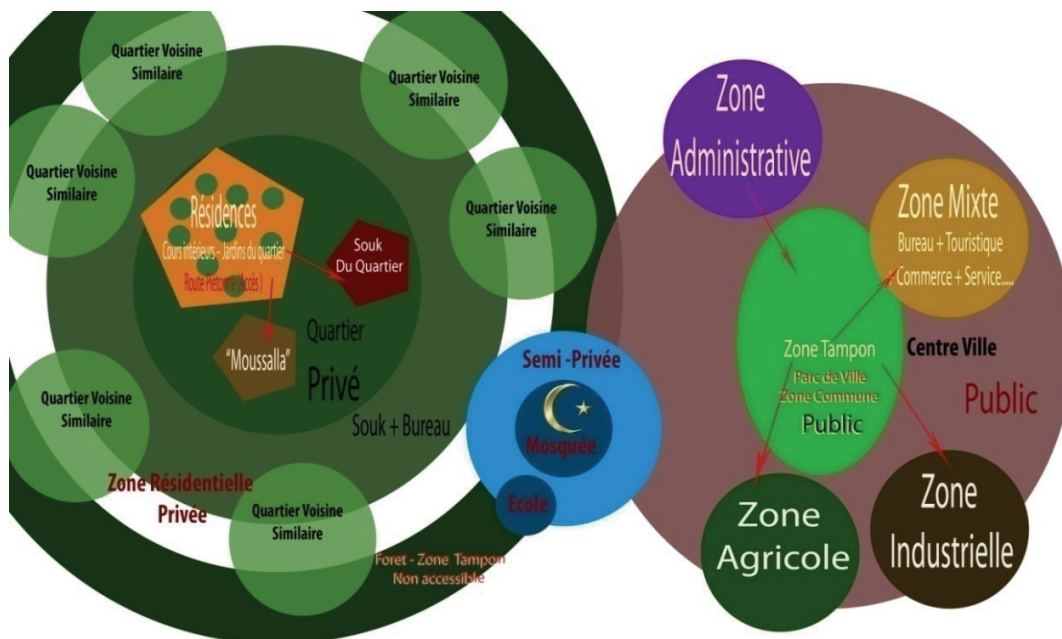 Quartier Voisine
Similaire
Quartier Voisine
Similaire
Quartier Voisine
Similaire
Quartier Voisine
Similaire
Résidences
Cours intérieurs – Jardins du quartier
Route Piétonne (Accès)
Souk
Du Quartier
"Moussalla"
Quartier
Privé
Souk + Bureau
Quartier Voisine
Similaire
Zone Résidentielle
Privée
Quartier Voisine
Similaire
Foret - Zone Tampon
Non accessible
Semi -Privée
Mosquée
Ecole
Zone
Administrative
Zone Mixte
Bureau + Touristique
+ Commerce + Service.....
Zone Tampon
Parc de Ville
Zone Commune
Public
Centre Ville
Public
Zone
Agricole
Zone
Industrielle